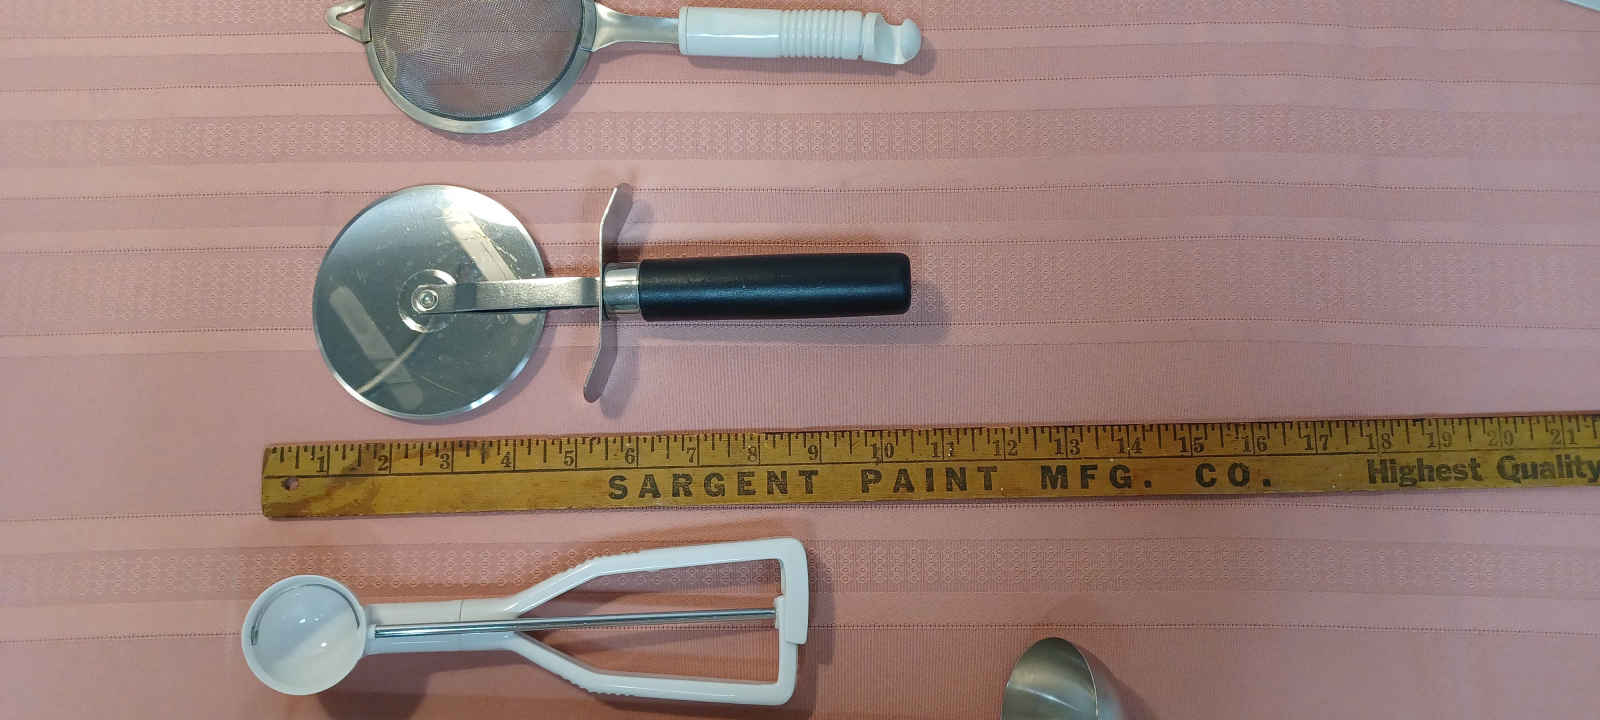 1 2 3 4 5 6 7 8 9 10 11 12 13 14 15 16 17 18 19 20 21
SARGENT PAINT MFG. CO. Highest Quality